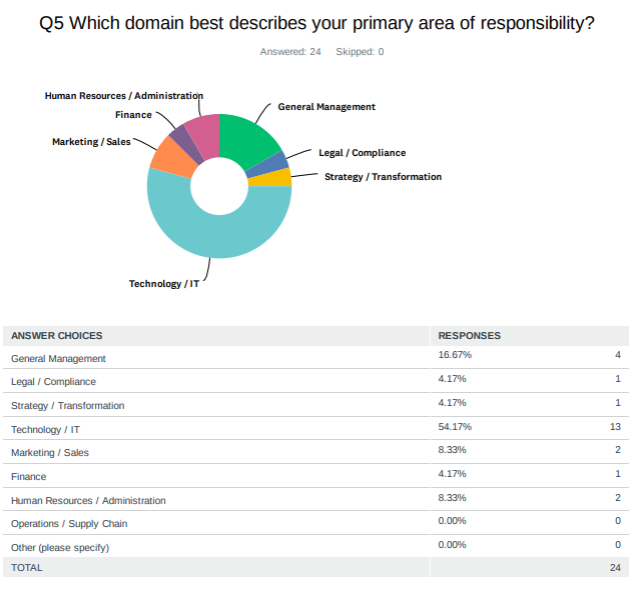 Q5 Which domain best describes your primary area of responsibility?
Answered: 24 Skipped: 0
Human Resources / Administration
General Management
Finance
Marketing / Sales
Legal / Compliance
Strategy / Transformation
Technology / IT
ANSWER CHOICES RESPONSES
General Management 16.67% 4
Legal / Compliance 4.17% 1
Strategy / Transformation 4.17% 1
Technology / IT 54.17% 13
Marketing / Sales 8.33% 2
Finance 4.17% 1
Human Resources / Administration 8.33% 2
Operations / Supply Chain 0.00% 0
Other (please specify) 0.00% 0
TOTAL 24